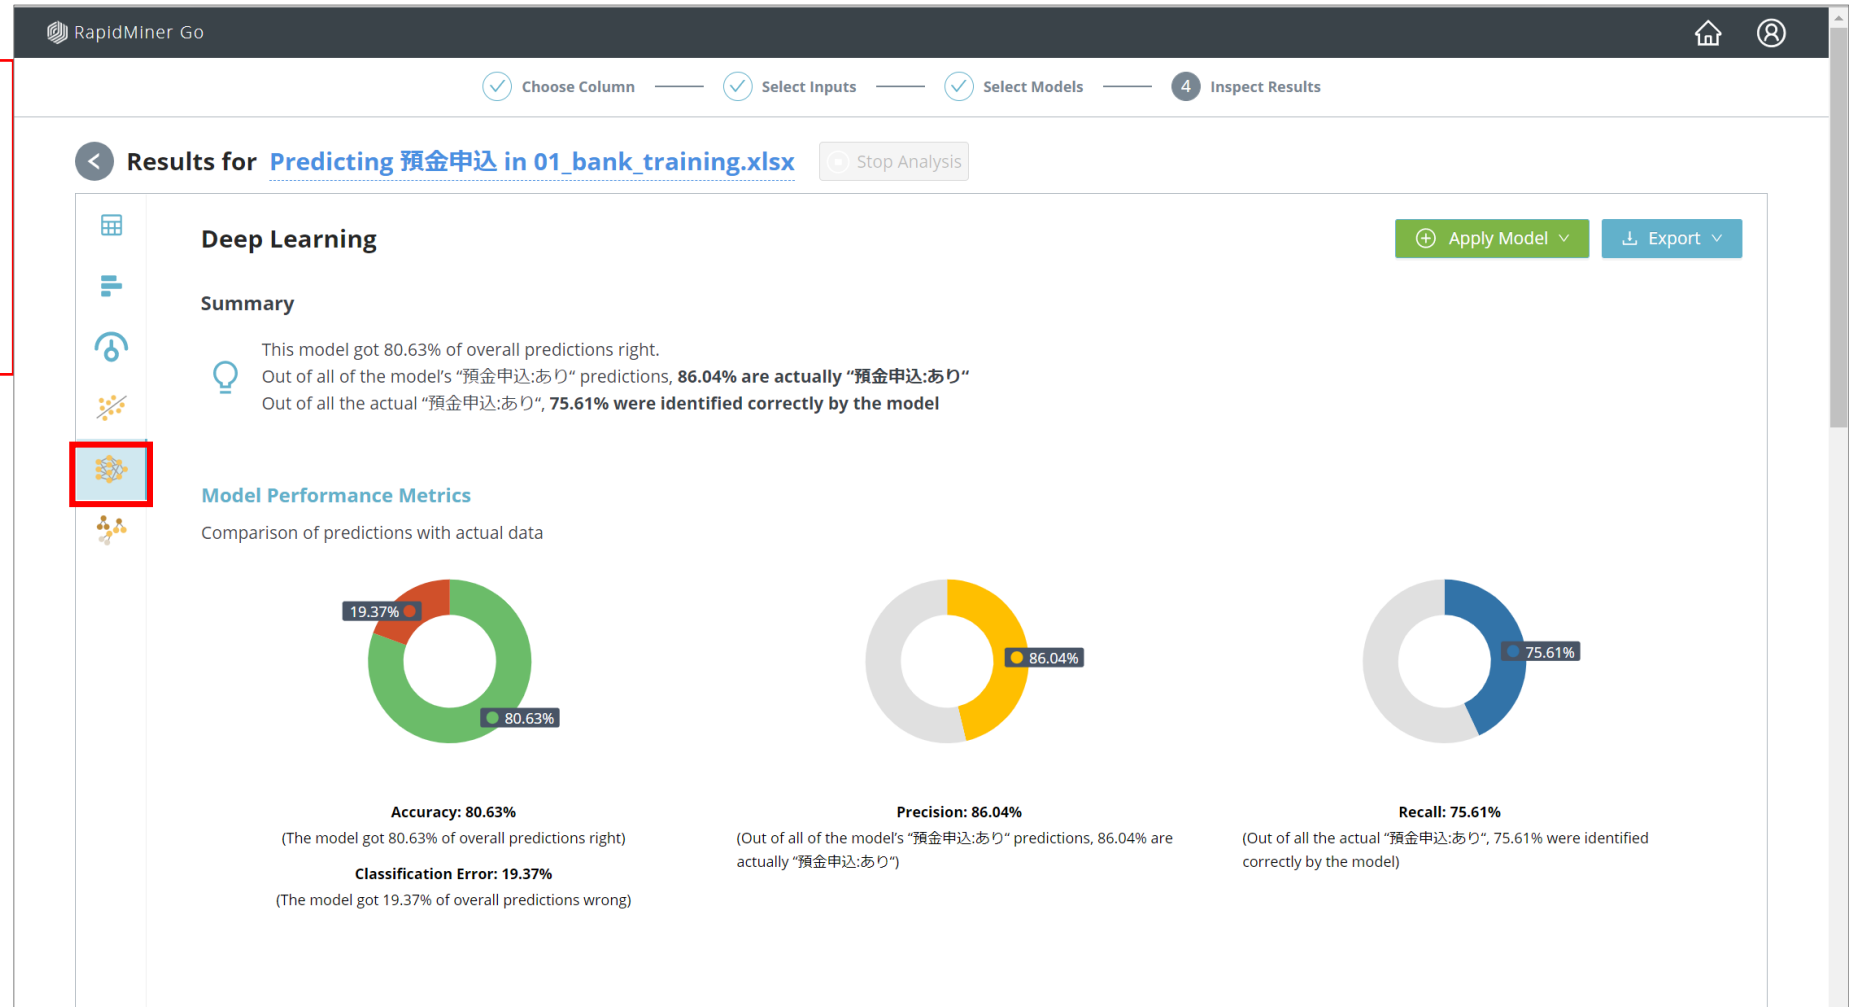 RapidMiner Go
Choose Column
Select Inputs
Select Models
4 Inspect Results
Results for Predicting 預金申込 in 01_bank_training.xlsx
Stop Analysis
Deep Learning
Apply Model
Export
Summary
This model got 80.63% of overall predictions right.
Out of all of the model’s “預金申込:あり“ predictions, 86.04% are actually “預金申込:あり“
Out of all the actual “預金申込:あり“, 75.61% were identified correctly by the model
Model Performance Metrics
Comparison of predictions with actual data
19.37%
80.63%
86.04%
75.61%
Accuracy: 80.63%
(The model got 80.63% of overall predictions right)
Classification Error: 19.37%
(The model got 19.37% of overall predictions wrong)
Precision: 86.04%
(Out of all of the model’s “預金申込:あり“ predictions, 86.04% are
actually “預金申込:あり“)
Recall: 75.61%
(Out of all the actual “預金申込:あり“, 75.61% were identified
correctly by the model)